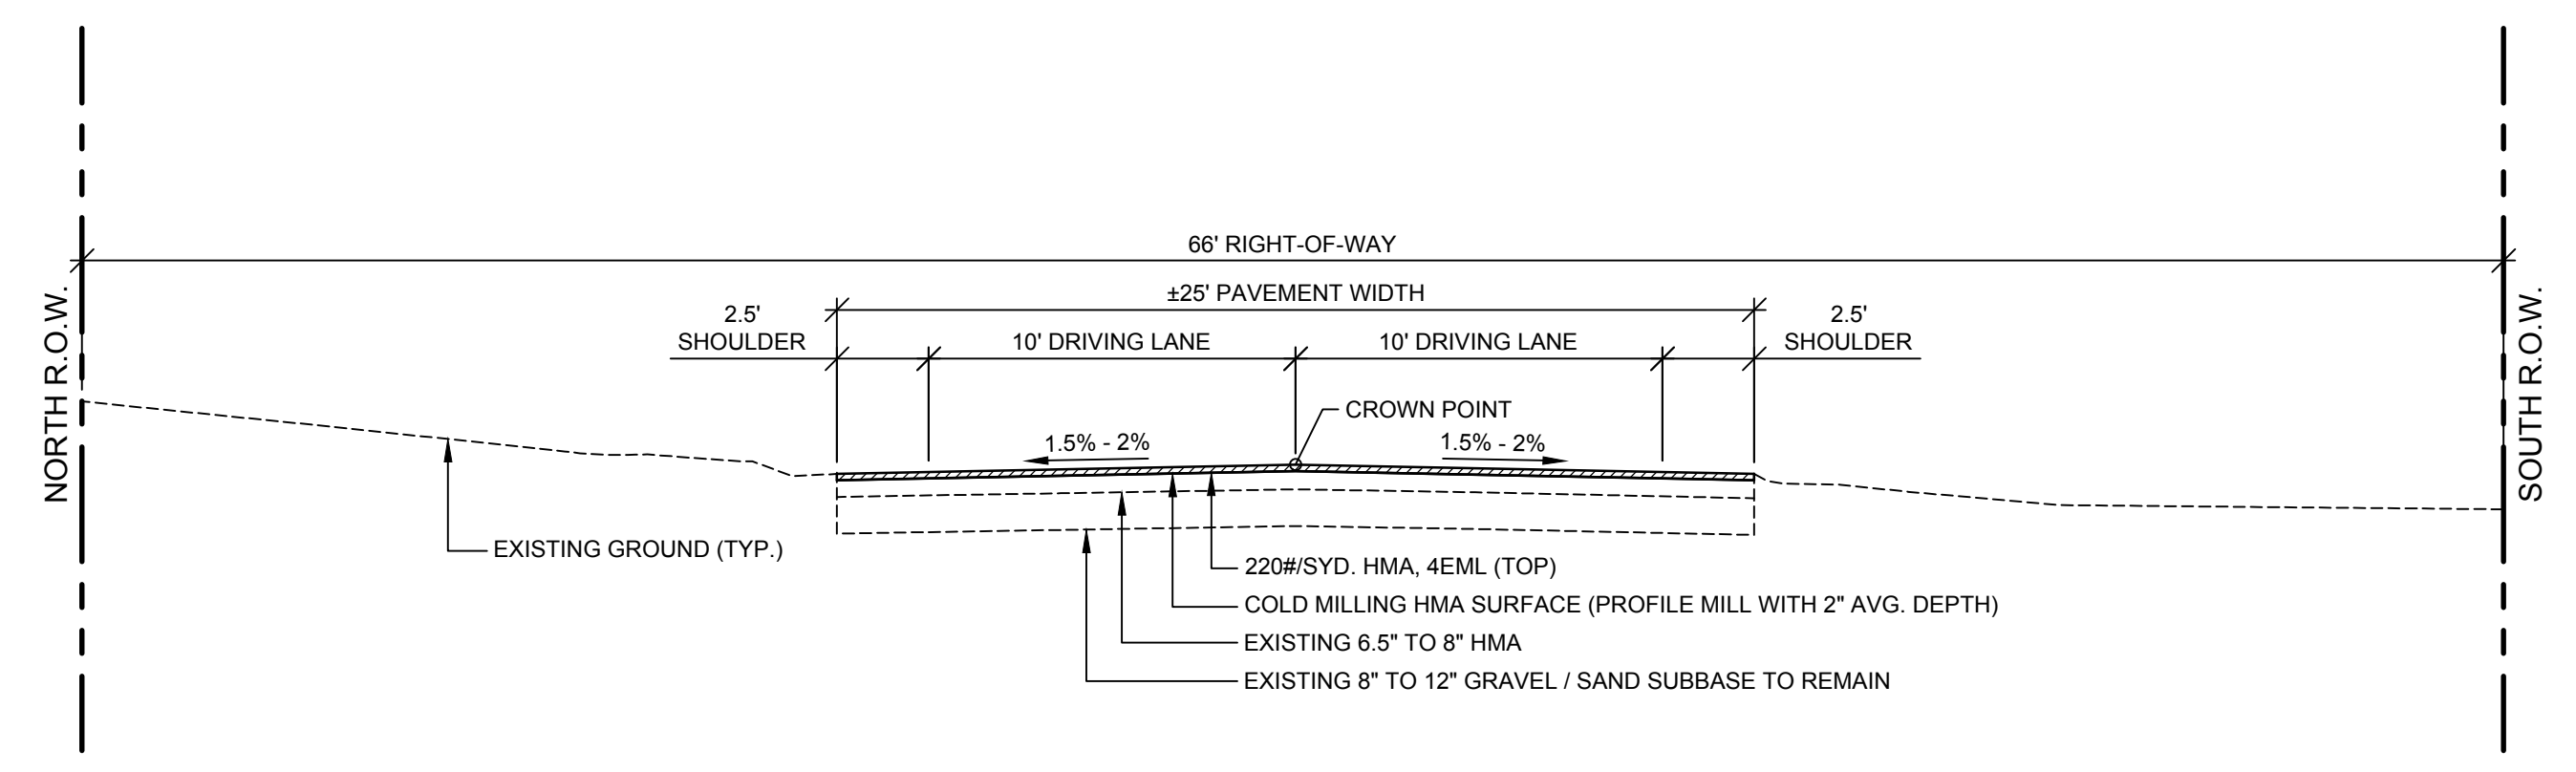 66' RIGHT-OF-WAY
±25' PAVEMENT WIDTH
2.5'
SHOULDER
10' DRIVING LANE
10' DRIVING LANE
2.5'
SHOULDER
NORTH R.O.W.
SOUTH R.O.W.
CROWN POINT
1.5% - 2%
1.5% - 2%
EXISTING GROUND (TYP.)
220#/SYD. HMA, 4EML (TOP)
COLD MILLING HMA SURFACE (PROFILE MILL WITH 2" AVG. DEPTH)
EXISTING 6.5" TO 8" HMA
EXISTING 8" TO 12" GRAVEL / SAND SUBBASE TO REMAIN